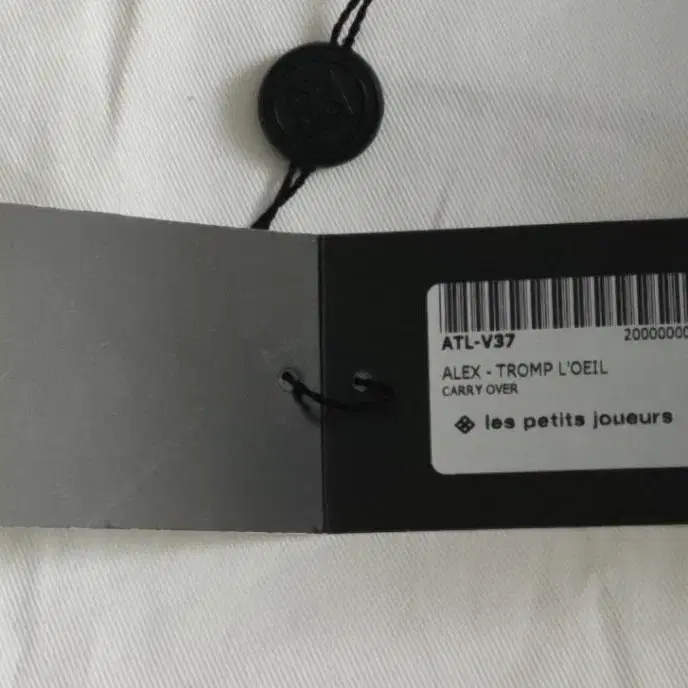 ATL-V37
20000000
ALEX - TROMP L'OEIL
CARRY OVER
les petits joueurs